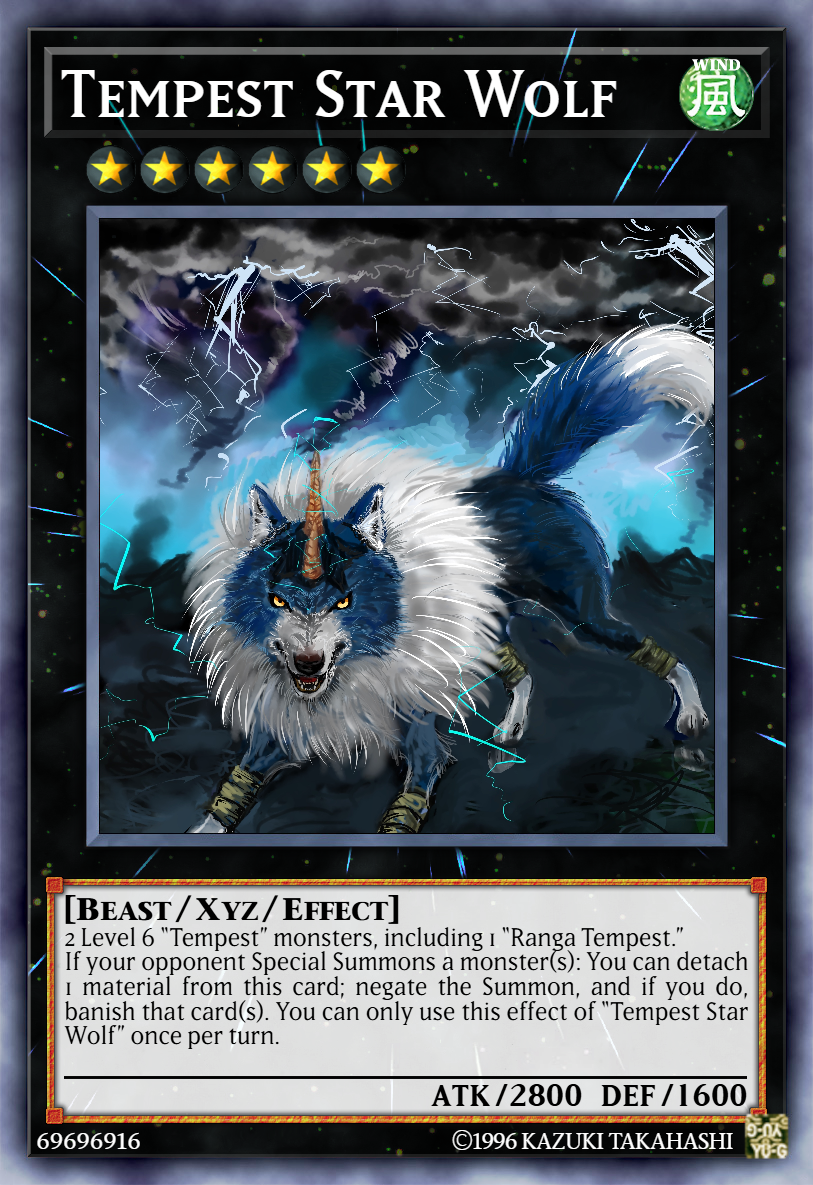 Tempest Star Wolf
WIND
風
[Beast/Xyz/Effect]
2 Level 6 “Tempest” monsters, including 1 “Ranga Tempest.”
If your opponent Special Summons a monster(s): You can detach
1 material from this card; negate the Summon, and if you do,
banish that card(s). You can only use this effect of “Tempest Star
Wolf” once per turn.
ATK/2800 DEF/1600
69696916
©1996 KAZUKI TAKAHASHI